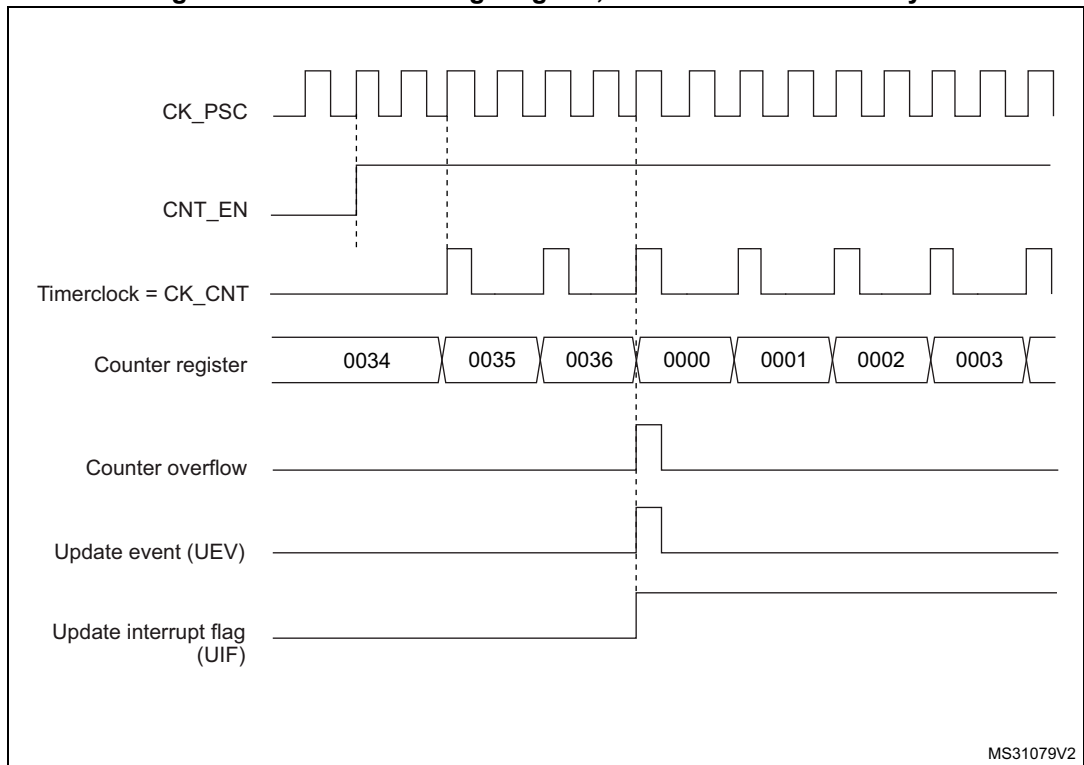 CK_PSC
CNT_EN
Timerclock = CK_CNT
Counter register 0034 0035 0036 0000 0001 0002 0003
Counter overflow
Update event (UEV)
Update interrupt flag
(UIF)
MS31079V2